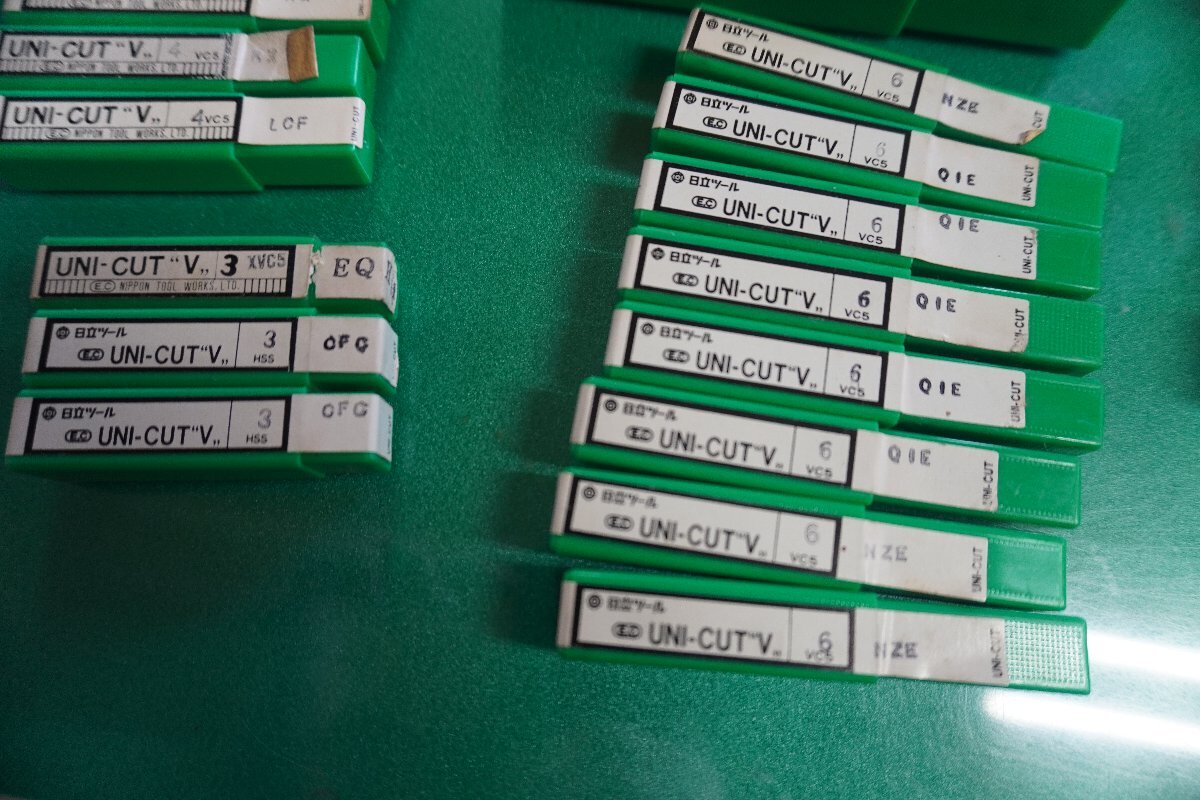 NIPPON TOOL WORKS. LTD.
UNI-CUT "V„ 4 VC5
E.C NIPPON TOOL WORKS. LTD.
UNI-CUT "V„ 4 VC5 LCF UNI-CUT
E.C NIPPON TOOL WORKS. LTD.
UNI-CUT "V„ 3 XVC5 EQ
E.C NIPPON TOOL WORKS. LTD.
日立ツール
E.C UNI-CUT "V„ 3 HSS OFG
日立ツール
E.C UNI-CUT "V„ 3 HSS OFG
日立ツール
E.C UNI-CUT "V„ 6 VC5 NZE CUT
日立ツール
E.C UNI-CUT "V„ 6 VC5 QIE UNI-CUT
日立ツール
E.C UNI-CUT "V„ 6 VC5 QIE UNI-CUT
日立ツール
E.C UNI-CUT "V„ 6 VC5 QIE UNI-CUT
日立ツール
E.C UNI-CUT "V„ 6 VC5 QIE UNI-CUT
日立ツール
E.C UNI-CUT "V„ 6 VC5 QIE UNI-CUT
日立ツール
E.C UNI-CUT "V„ 6 VC5 NZE UNI-CUT
日立ツール
E.C UNI-CUT "V„ 6 VC5 NZE UNI-CUT